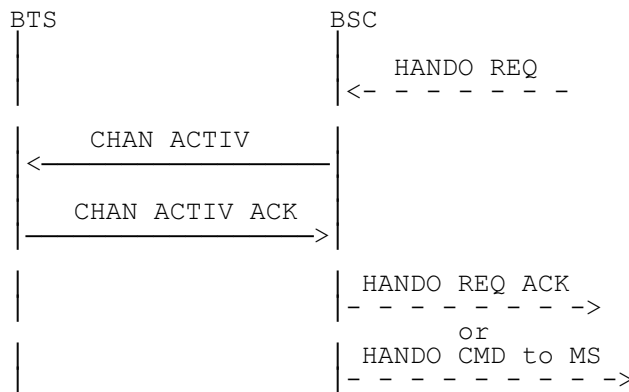 BTS BSC
HANDO REQ
CHAN ACTIV
CHAN ACTIV ACK
HANDO REQ ACK
or
HANDO CMD to MS